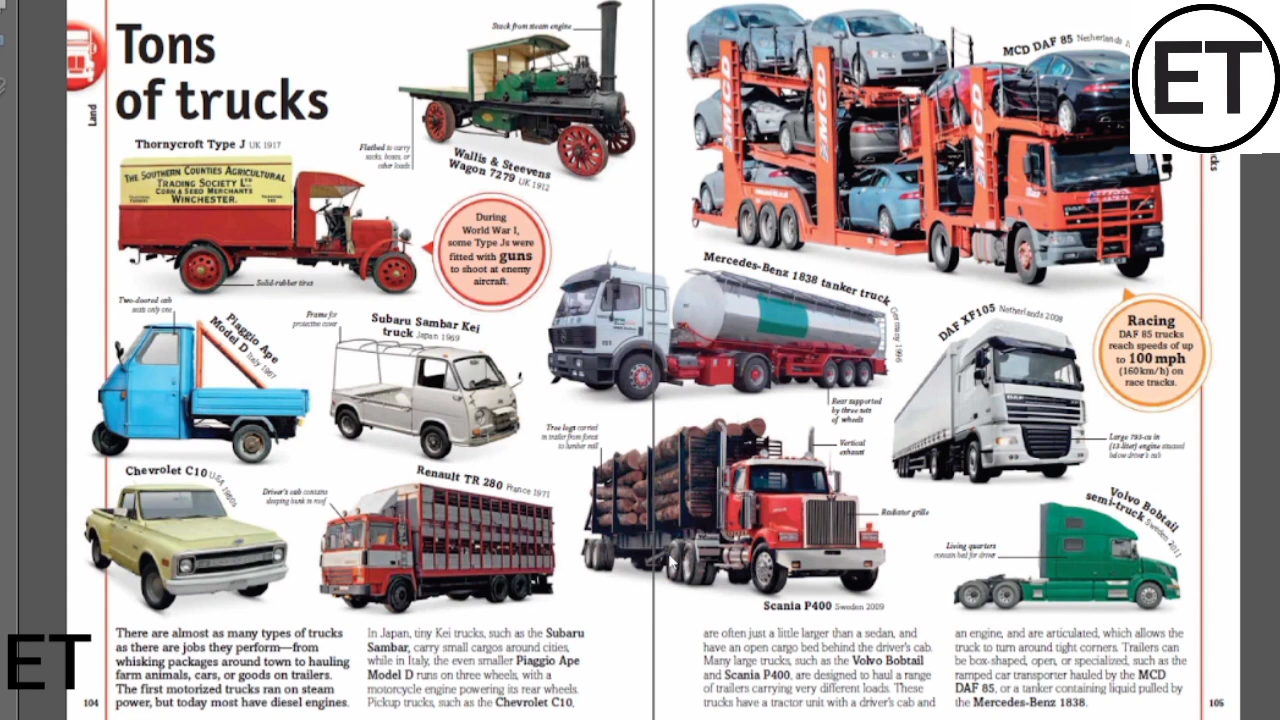 Land
Tons
of trucks
Thornycroft Type J UK 1917
THE SOUTHERN COUNTIES AGRICULTURAL
TRADING SOCIETY LTD
CORN & SEED MERCHANTS
WINCHESTER.
Solid-rubber tires
Stack from steam engine
Flatbed to carry
sacks, boxes, or
other loads
Wallis & Steevens
Wagon 7279 UK 1912
During
World War I,
some Type Js were
fitted with guns
to shoot at enemy
aircraft.
MCD DAF 85 Netherlands
MCD
MCD
MCD
ET
Two-doored cab
seats only one
Piaggio Ape
Model D Italy 1967
Frame for
protective cover
Subaru Sambar Kei
truck Japan 1969
Mercedes-Benz 1838 tanker truck Germany 1996
Rear supported
by three sets
of wheels
DAF XF105 Netherlands 2008
DAF
Large 793-cu in
(13-liter) engine situated
below driver's cab
Racing
DAF 85 trucks
reach speeds of up
to 100 mph
(160 km/h) on
race tracks.
Chevrolet C10 USA 1960s
Driver's cab contains
sleeping bunk in roof
Renault TR 280 France 1971
Tree logs carried
in trailer from forest
to lumber mill
Vertical
exhaust
Radiator grille
Scania P400 Sweden 2009
Living quarters
remain bed for driver
Volvo Bobtail
semi-truck Sweden 2011
ET
There are almost as many types of trucks
as there are jobs they perform—from
whisking packages around town to hauling
farm animals, cars, or goods on trailers.
The first motorized trucks ran on steam
power, but today most have diesel engines.
In Japan, tiny Kei trucks, such as the Subaru
Sambar, carry small cargos around cities,
while in Italy, the even smaller Piaggio Ape
Model D runs on three wheels, with a
motorcycle engine powering its rear wheels.
Pickup trucks, such as the Chevrolet C10,
are often just a little larger than a sedan, and
have an open cargo bed behind the driver's cab.
Many large trucks, such as the Volvo Bobtail
and Scania P400, are designed to haul a range
of trailers carrying very different loads. These
trucks have a tractor unit with a driver's cab and
an engine, and are articulated, which allows the
truck to turn around tight corners. Trailers can
be box-shaped, open, or specialized, such as the
ramped car transporter hauled by the MCD
DAF 85, or a tanker containing liquid pulled by
the Mercedes-Benz 1838.
104
105